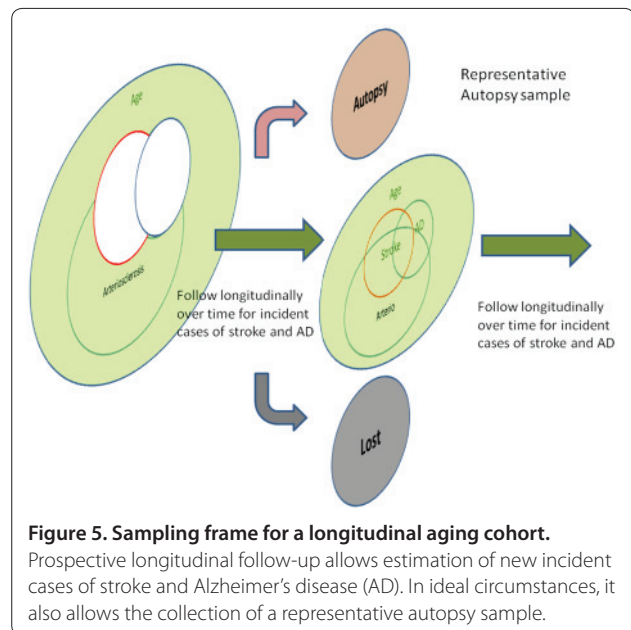 Age
Arteriosclerosis
Autopsy
Representative
Autopsy sample
Follow longitudinally
over time for incident
cases of stroke and AD
Age
AD
Stroke
Arterio
Follow longitudinally
over time for incident
cases of stroke and AD
Lost
Figure 5. Sampling frame for a longitudinal aging cohort.
Prospective longitudinal follow-up allows estimation of new incident
cases of stroke and Alzheimer's disease (AD). In ideal circumstances, it
also allows the collection of a representative autopsy sample.